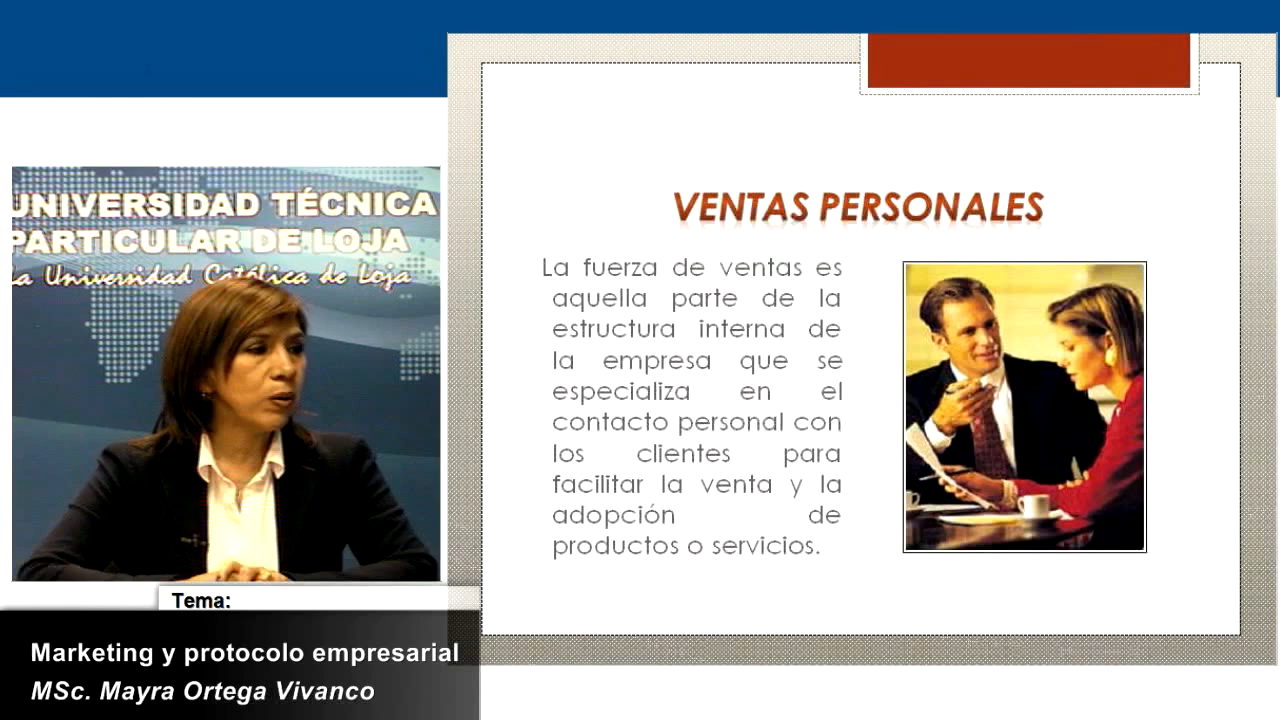 UNIVERSIDAD TÉCNICA
PARTICULAR DE LOJA
La Universidad Católica de Loja
VENTAS PERSONALES
La fuerza de ventas es
aquella parte de la
estructura interna de
la empresa que se
especializa en el
contacto personal con
los clientes para
facilitar la venta y la
adopción de
productos o servicios.
Tema:
Marketing y protocolo empresarial
MSc. Mayra Ortega Vivanco